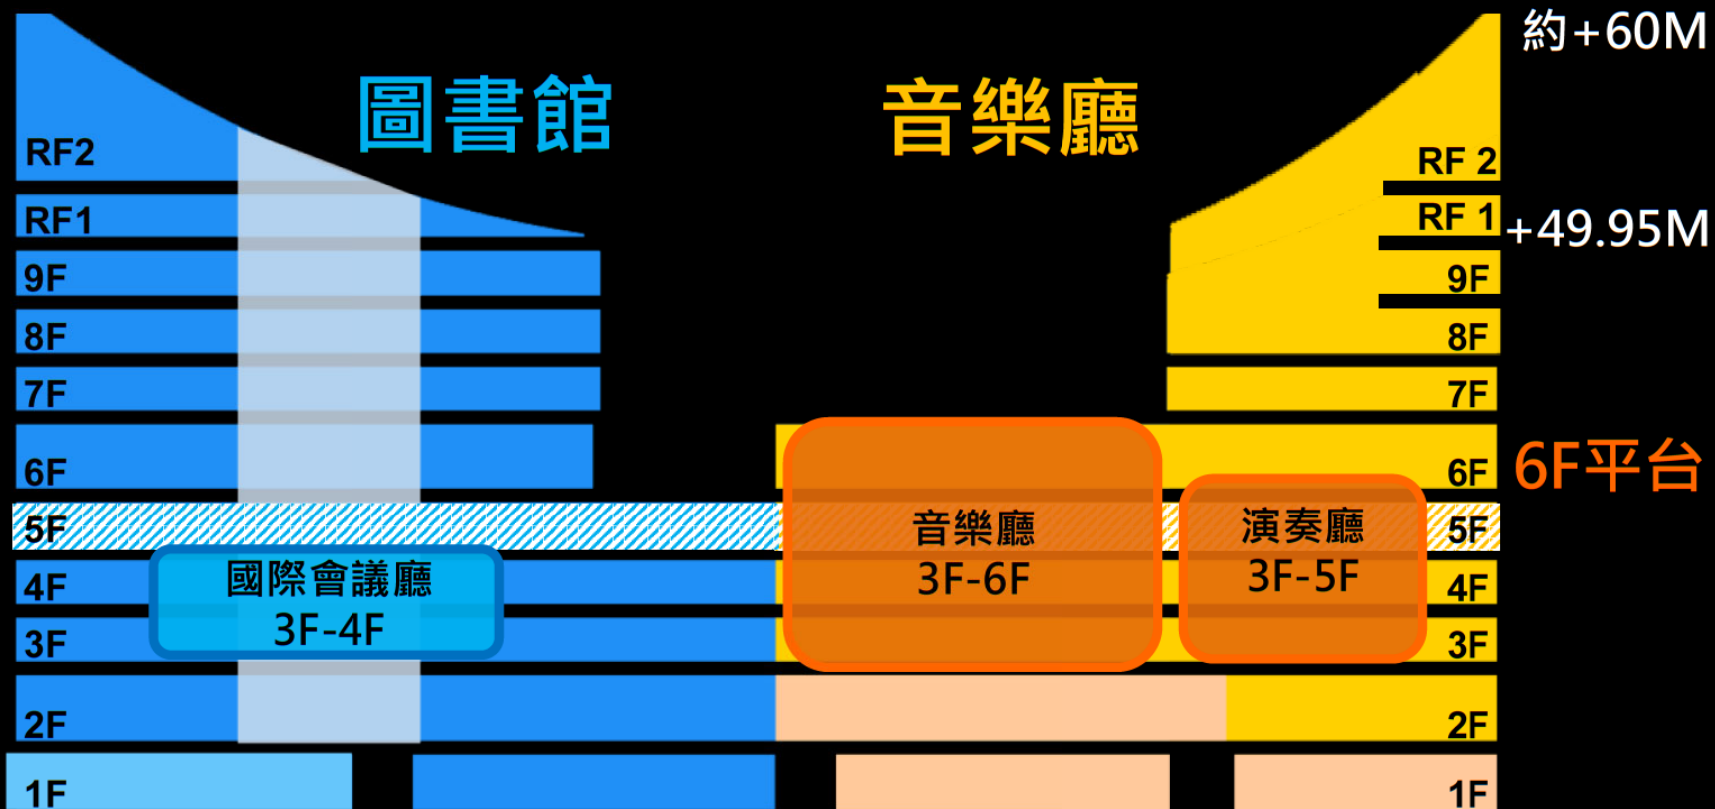 約+60M
圖書館
音樂廳
RF2
RF 2
RF1
RF 1
+49.95M
9F
9F
8F
8F
7F
7F
6F
6F
6F平台
5F
音樂廳
3F-6F
演奏廳
3F-5F
5F
4F
國際會議廳
3F-4F
4F
3F
3F
2F
2F
1F
1F